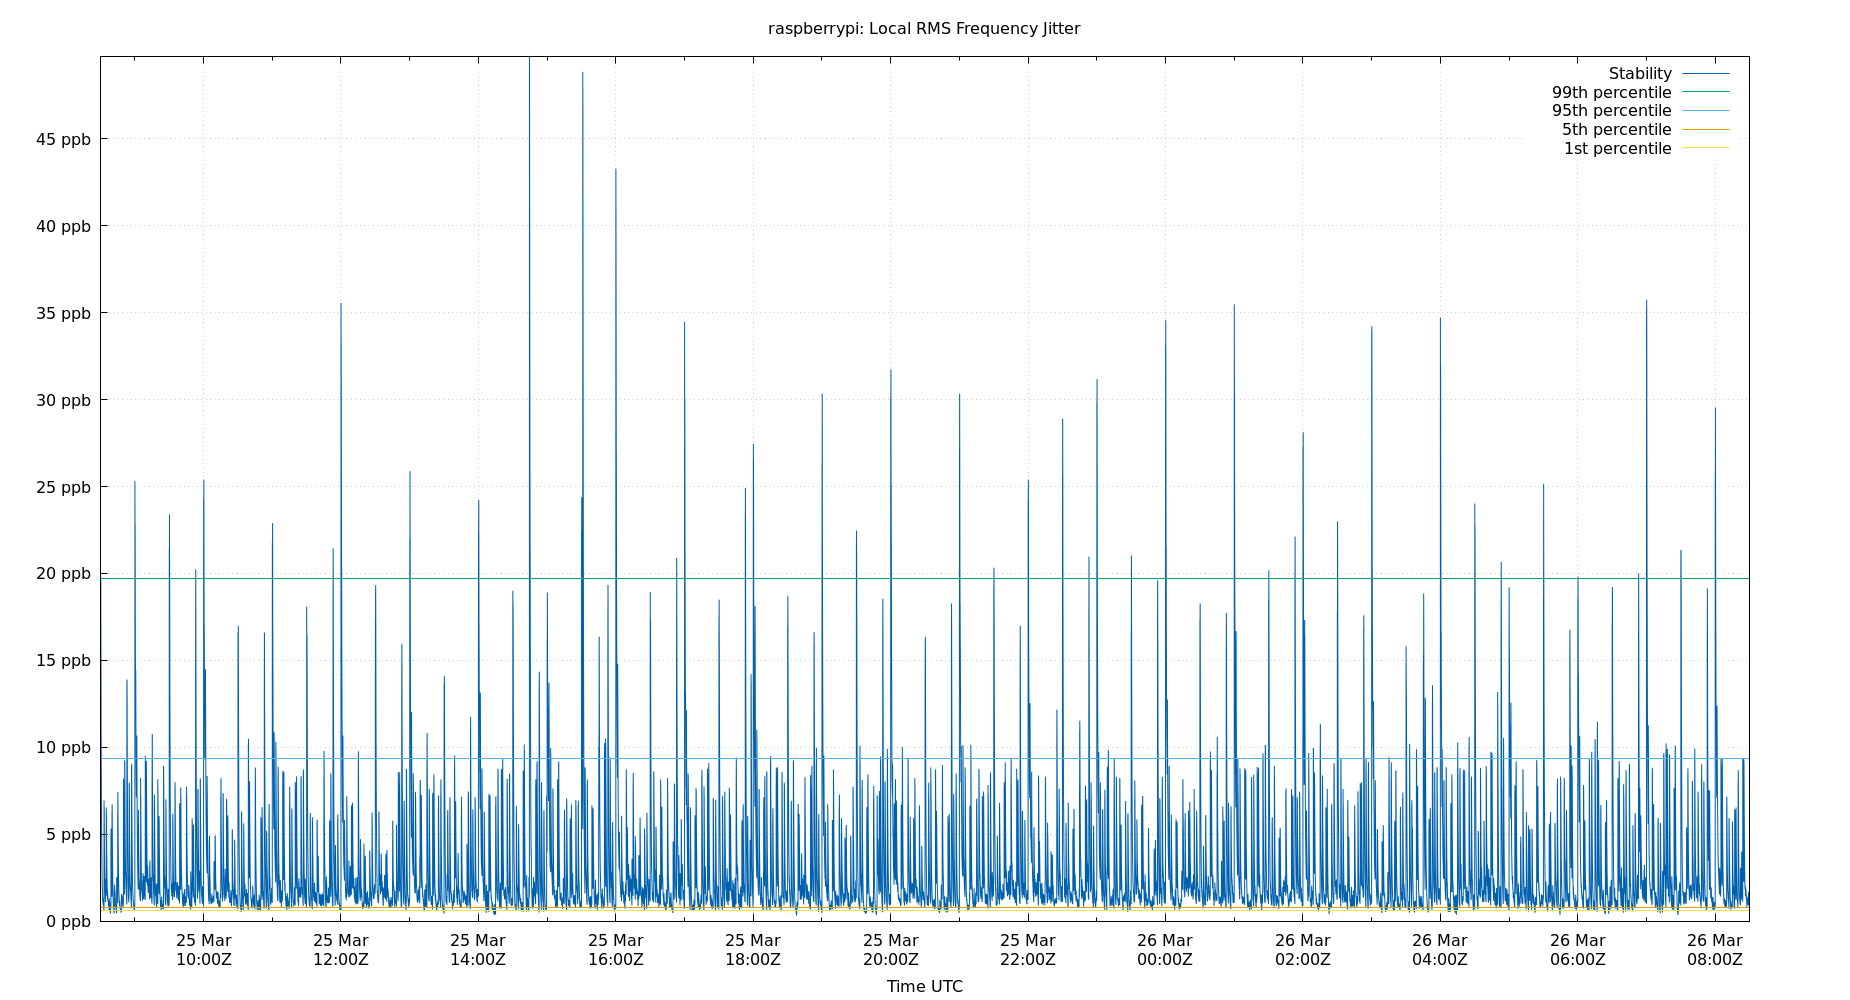 raspberrypi: Local RMS Frequency Jitter
Stability
99th percentile
95th percentile
5th percentile
1st percentile
45 ppb
40 ppb
35 ppb
30 ppb
25 ppb
20 ppb
15 ppb
10 ppb
5 ppb
0 ppb
25 Mar 25 Mar 25 Mar 25 Mar 25 Mar 25 Mar 25 Mar 26 Mar 26 Mar 26 Mar 26 Mar 26 Mar
10:00Z 12:00Z 14:00Z 16:00Z 18:00Z 20:00Z 22:00Z 00:00Z 02:00Z 04:00Z 06:00Z 08:00Z
Time UTC